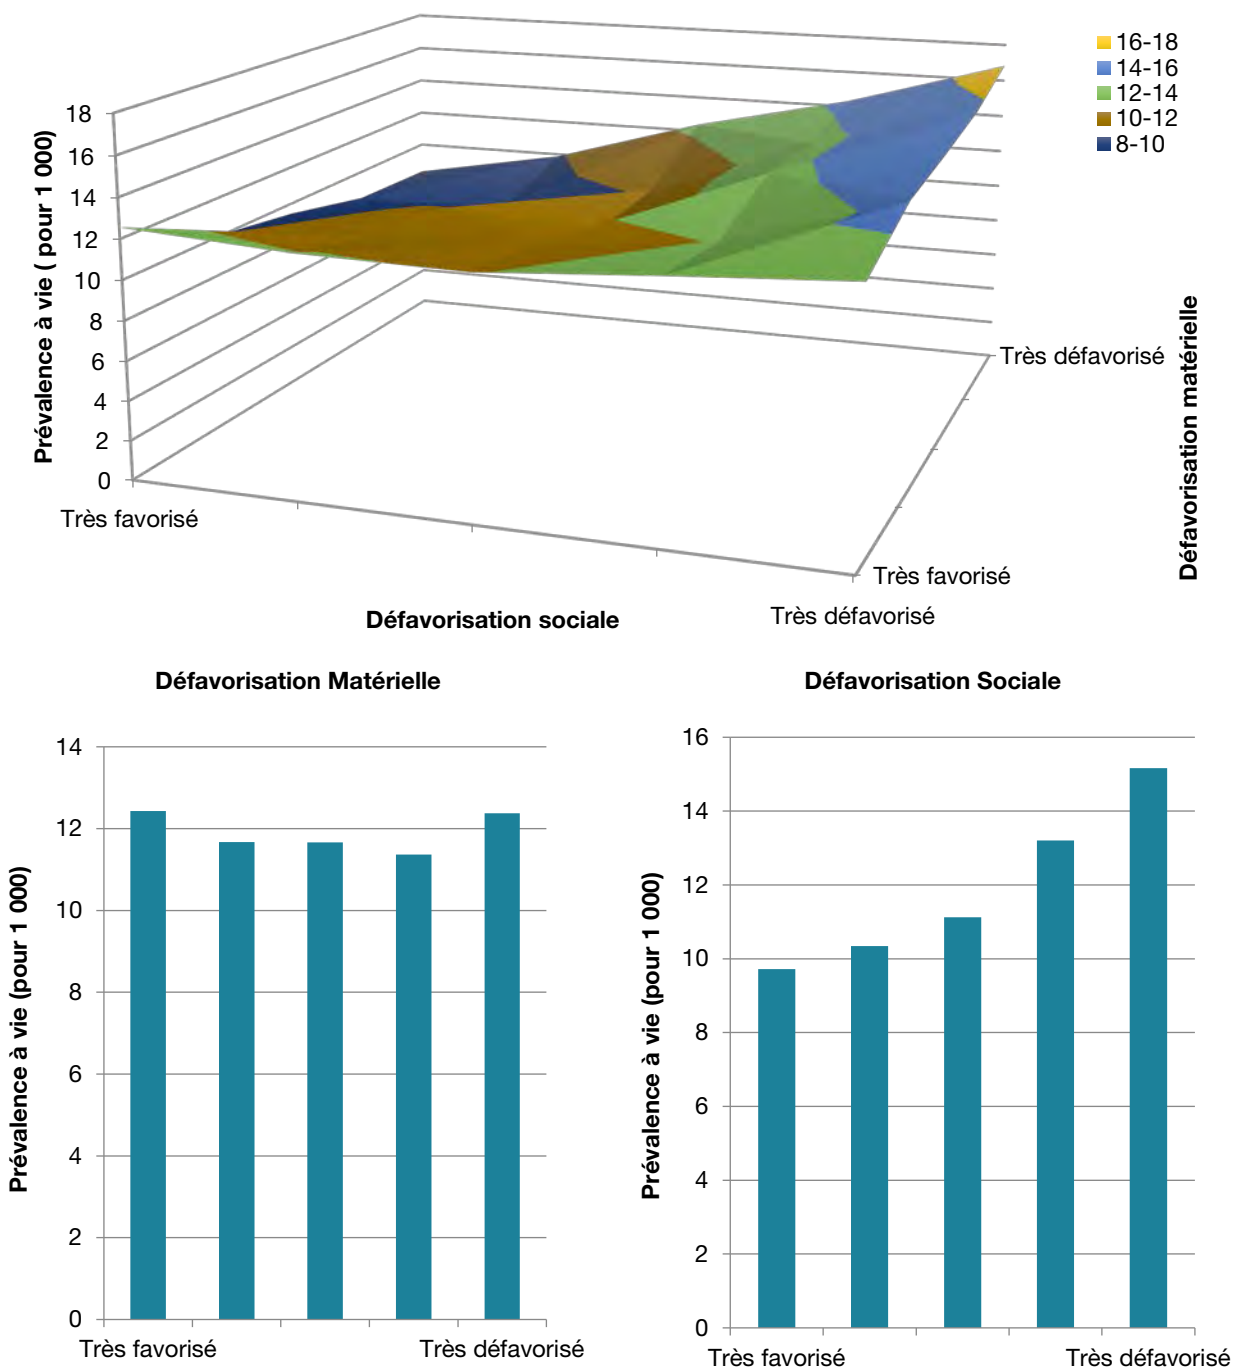 16-18
14-16
12-14
10-12
8-10
Prévalence à vie ( pour 1 000)
18
16
14
12
10
8
6
4
2
0
Très favorisé
Très défavorisé
Défavorisation matérielle
Très favorisé
Défavorisation sociale
Très défavorisé
Défavorisation Matérielle
Prévalence à vie (pour 1 000)
14
12
10
8
6
4
2
0
Très favorisé
Très défavorisé
Défavorisation Sociale
Prévalence à vie (pour 1 000)
16
14
12
10
8
6
4
2
0
Très favorisé
Très défavorisé